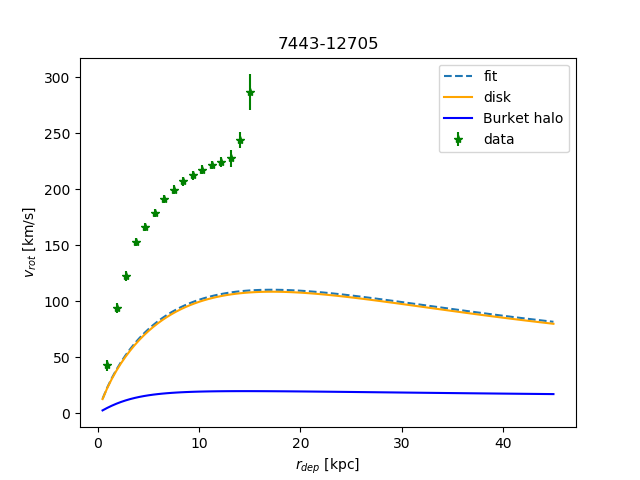 7443-12705
300
250
200
150
100
50
0
v_rot [km/s]
0 10 20 30 40
r_dep [kpc]
fit
disk
Burket halo
data